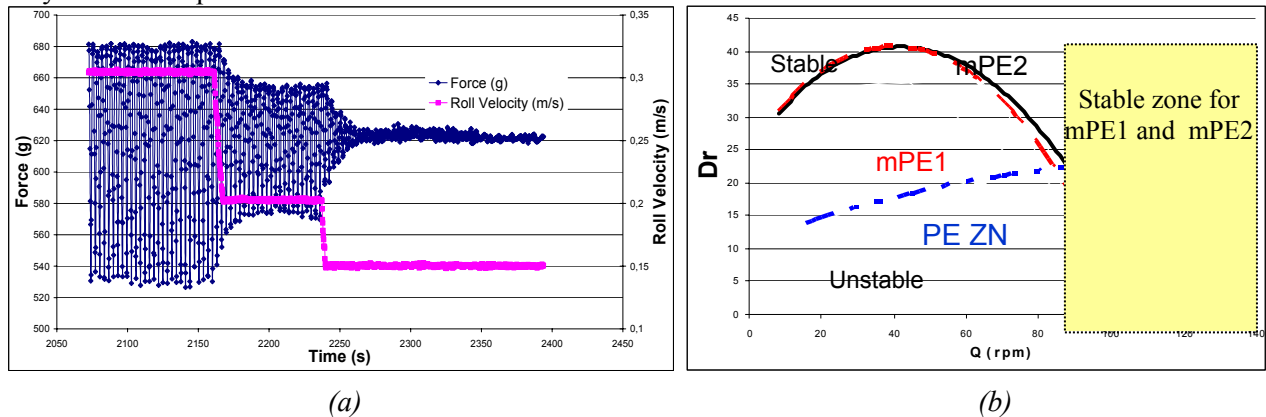 700
680
660
640
620
600
580
560
540
520
500
Force (g)
0,35
0,3
0,25
0,2
0,15
0,1
Roll Velocity (m/s)
Force (g)
Roll Velocity (m/s)
2050 2100 2150 2200 2250 2300 2350 2400 2450
Time (s)
(a)
45
40
35
30
25
20
15
10
5
0
Dr
Stable
mPE2
mPE1
PE ZN
Unstable
Stable zone for
mPE1 and mPE2
0 20 40 60 80 100 120 140
Q (rpm)
(b)